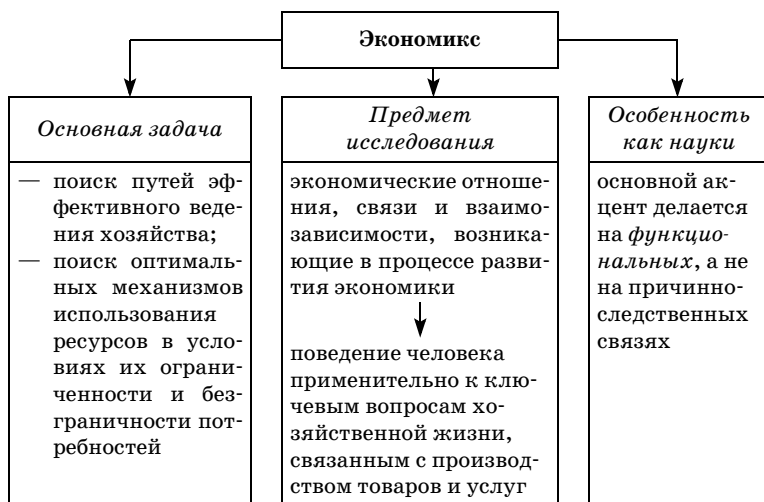 Экономикс
Основная задача
— поиск путей эф-
фективного веде-
ния хозяйства;
— поиск оптималь-
ных механизмов
использования
ресурсов в усло-
виях их ограни-
ченности и без-
граничности пот-
ребностей
Предмет
исследования
экономические отноше-
ния, связи и взаимо-
зависимости, возника-
ющие в процессе разви-
тия экономики
поведение человека
применительно к клю-
чевым вопросам хо-
зяйственной жизни,
связанным с производ-
ством товаров и услуг
Особенность
как науки
основной ак-
цент делается
на функцио-
нальных, а не
на причинно-
следственных
связях